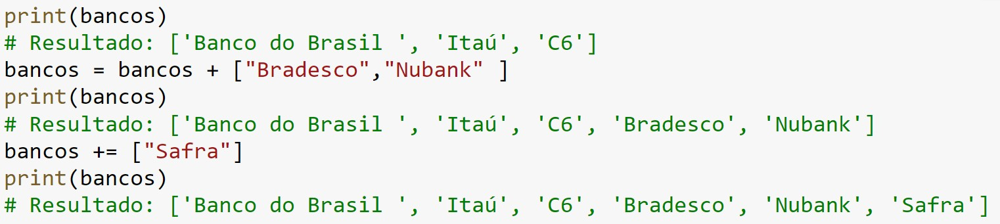 print(bancos)
# Resultado: ['Banco do Brasil ', 'Itaú', 'C6']
bancos = bancos + ["Bradesco","Nubank" ]
print(bancos)
# Resultado: ['Banco do Brasil ', 'Itaú', 'C6', 'Bradesco', 'Nubank']
bancos += ["Safra"]
print(bancos)
# Resultado: ['Banco do Brasil ', 'Itaú', 'C6', 'Bradesco', 'Nubank', 'Safra']